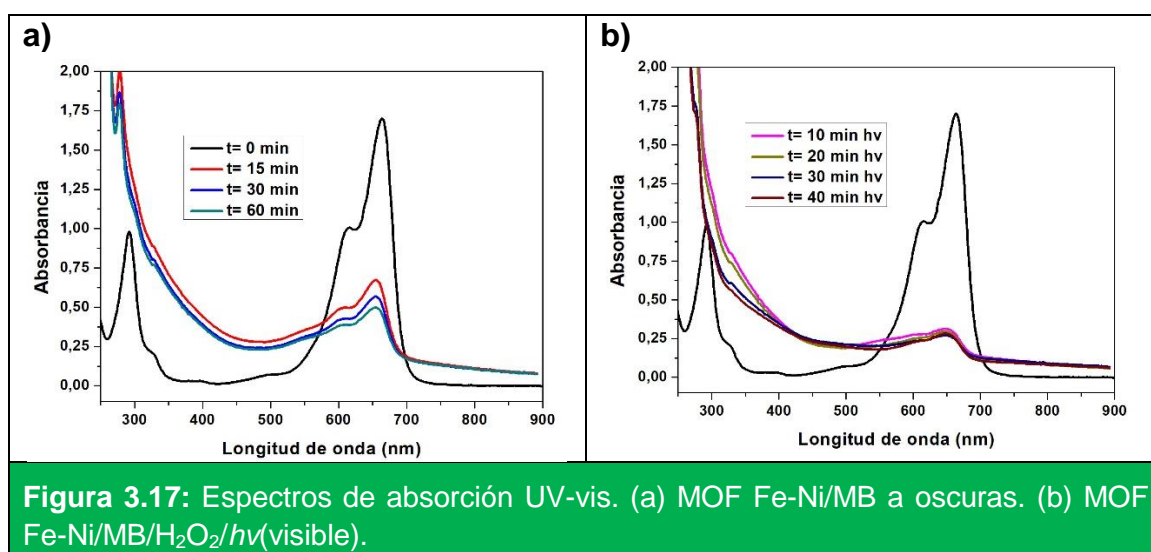 a)
2,00
1,75
1,50
1,25
1,00
0,75
0,50
0,25
0,00
Absorbancia
t= 0 min
t= 15 min
t= 30 min
t= 60 min
300 400 500 600 700 800 900
Longitud de onda (nm)
b)
2,00
1,75
1,50
1,25
1,00
0,75
0,50
0,25
0,00
Absorbancia
t= 10 min hv
t= 20 min hv
t= 30 min hv
t= 40 min hv
300 400 500 600 700 800 900
Longitud de onda (nm)
Figura 3.17: Espectros de absorción UV-vis. (a) MOF Fe-Ni/MB a oscuras. (b) MOF
Fe-Ni/MB/H₂O₂/hv(visible).